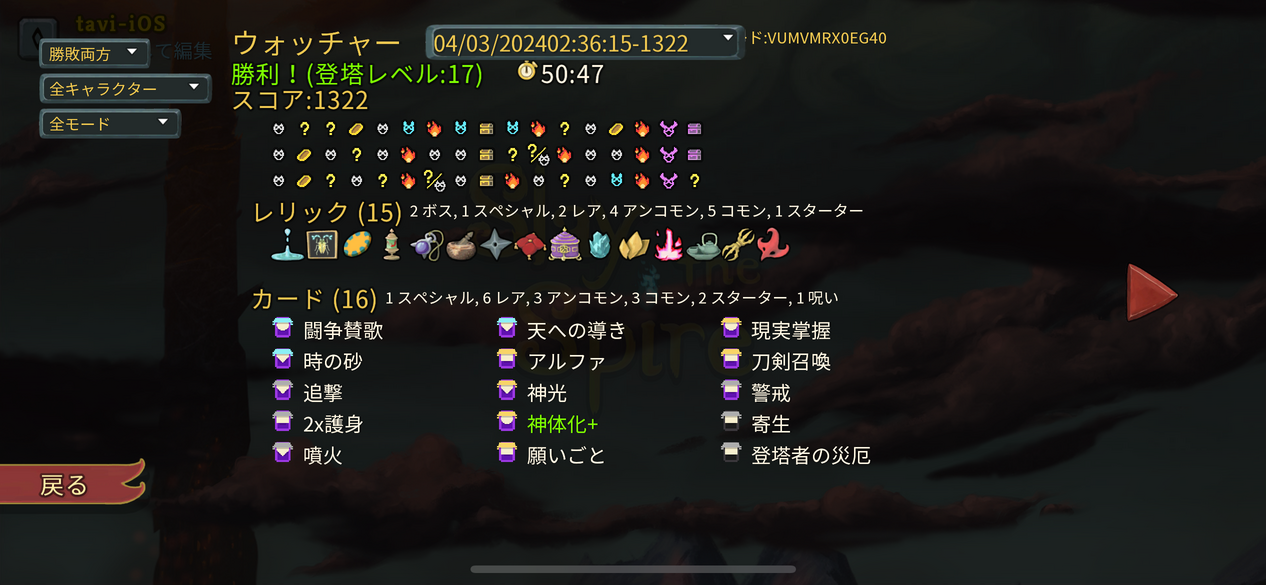 tavi-iOS
勝敗両方
て編集
全キャラクター
全モード
ウォッチャー
04/03/202402:36:15-1322
ド:VUMVMRX0EG40
勝利！(登塔レベル:17)
50:47
スコア:1322
レリック (15) 2 ボス, 1 スペシャル, 2 レア, 4 アンコモン, 5 コモン, 1 スターター
カード (16) 1 スペシャル, 6 レア, 3 アンコモン, 3 コモン, 2 スターター, 1 呪い
闘争賛歌 天への導き 現実掌握
時の砂 アルファ 刀剣召喚
追撃 神光 警戒
2x護身 神体化+ 寄生
噴火 願いごと 登塔者の災厄
戻る
Slay
the
Spire